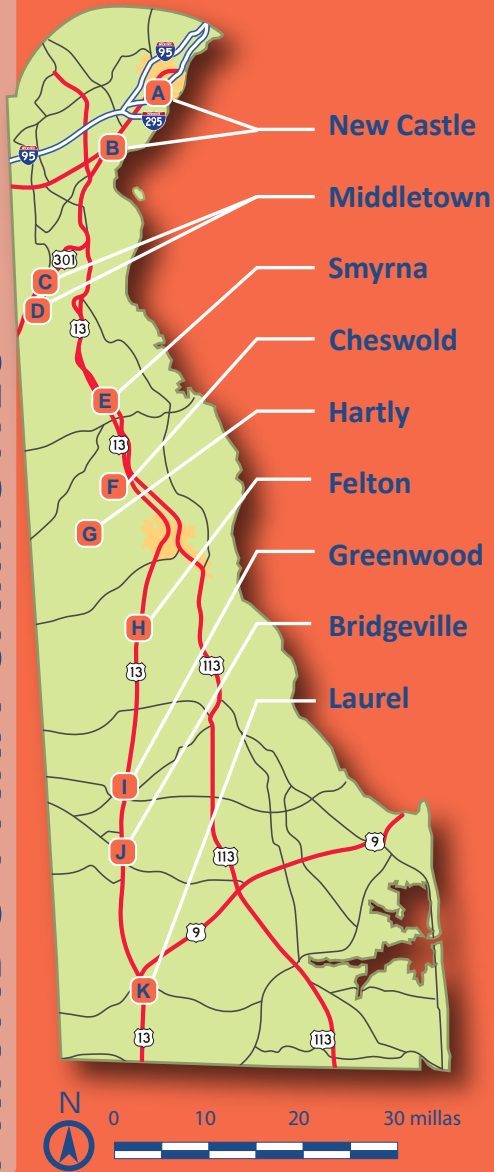 95
A
295
B
95
New Castle
Middletown
301
C
D
Smyrna
13
Cheswold
E
13
Hartly
F
Felton
G
Greenwood
H
Bridgeville
113
13
Laurel
I
J
9
113
9
K
13
113
N
0 10 20 30 millas